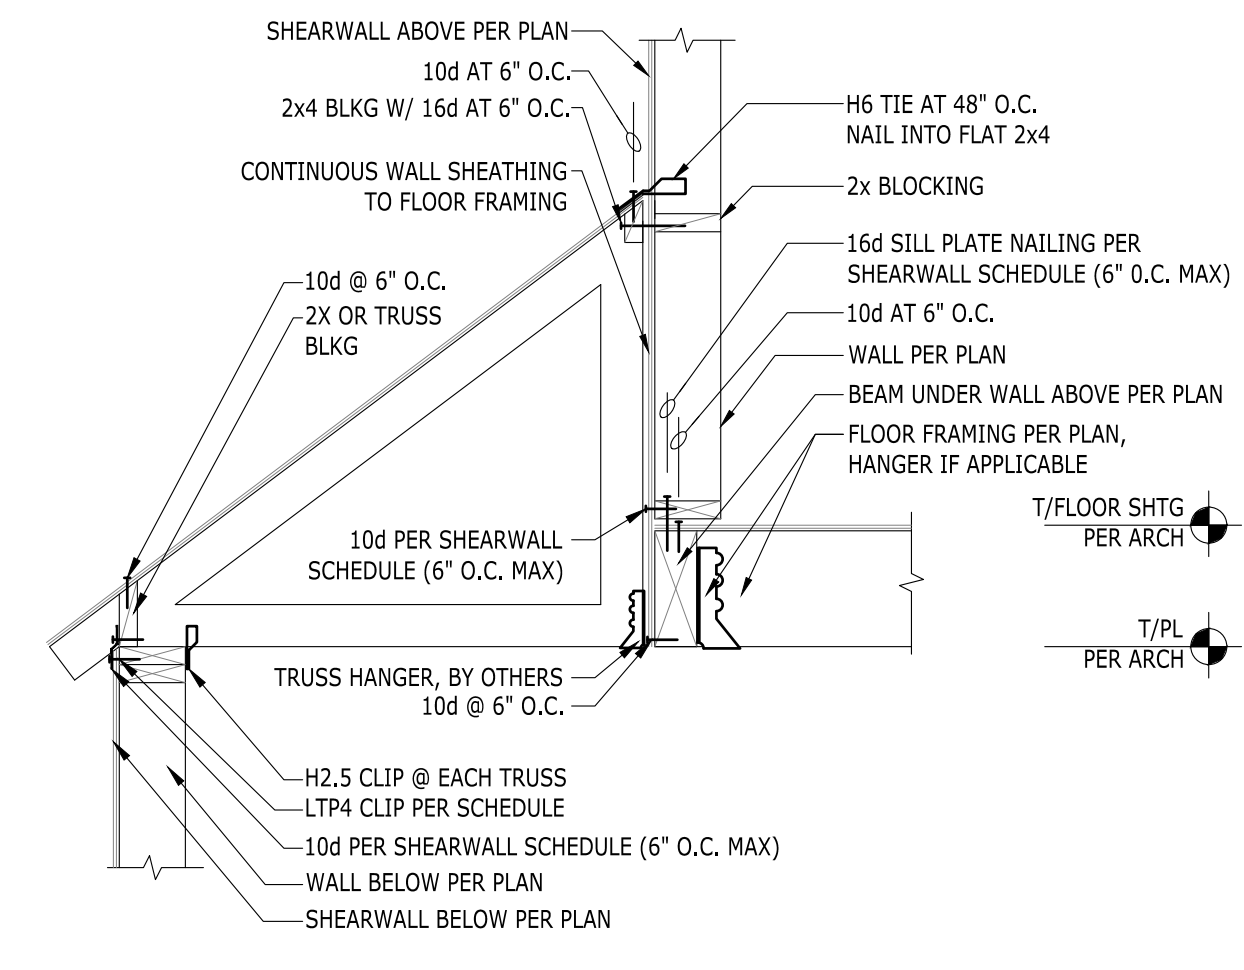 SHEARWALL ABOVE PER PLAN
10d AT 6" O.C.
2x4 BLKG W/ 16d AT 6" O.C.
CONTINUOUS WALL SHEATHING
TO FLOOR FRAMING
10d @ 6" O.C.
2X OR TRUSS
BLKG
H6 TIE AT 48" O.C.
NAIL INTO FLAT 2x4
2x BLOCKING
16d SILL PLATE NAILING PER
SHEARWALL SCHEDULE (6" 0.C. MAX)
10d AT 6" O.C.
WALL PER PLAN
BEAM UNDER WALL ABOVE PER PLAN
FLOOR FRAMING PER PLAN,
HANGER IF APPLICABLE
T/FLOOR SHTG
PER ARCH
T/PL
PER ARCH
10d PER SHEARWALL
SCHEDULE (6" O.C. MAX)
TRUSS HANGER, BY OTHERS
10d @ 6" O.C.
H2.5 CLIP @ EACH TRUSS
LTP4 CLIP PER SCHEDULE
10d PER SHEARWALL SCHEDULE (6" O.C. MAX)
WALL BELOW PER PLAN
SHEARWALL BELOW PER PLAN